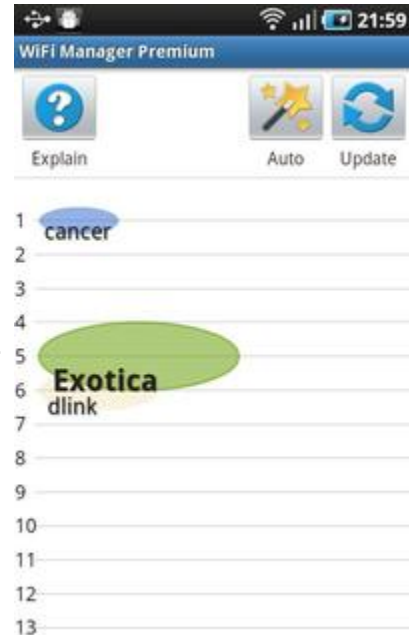 21:59
WiFi Manager Premium
Explain Auto Update
1
cancer
2
3
4
5
Exotica
6
dlink
7
8
9
10
11
12
13